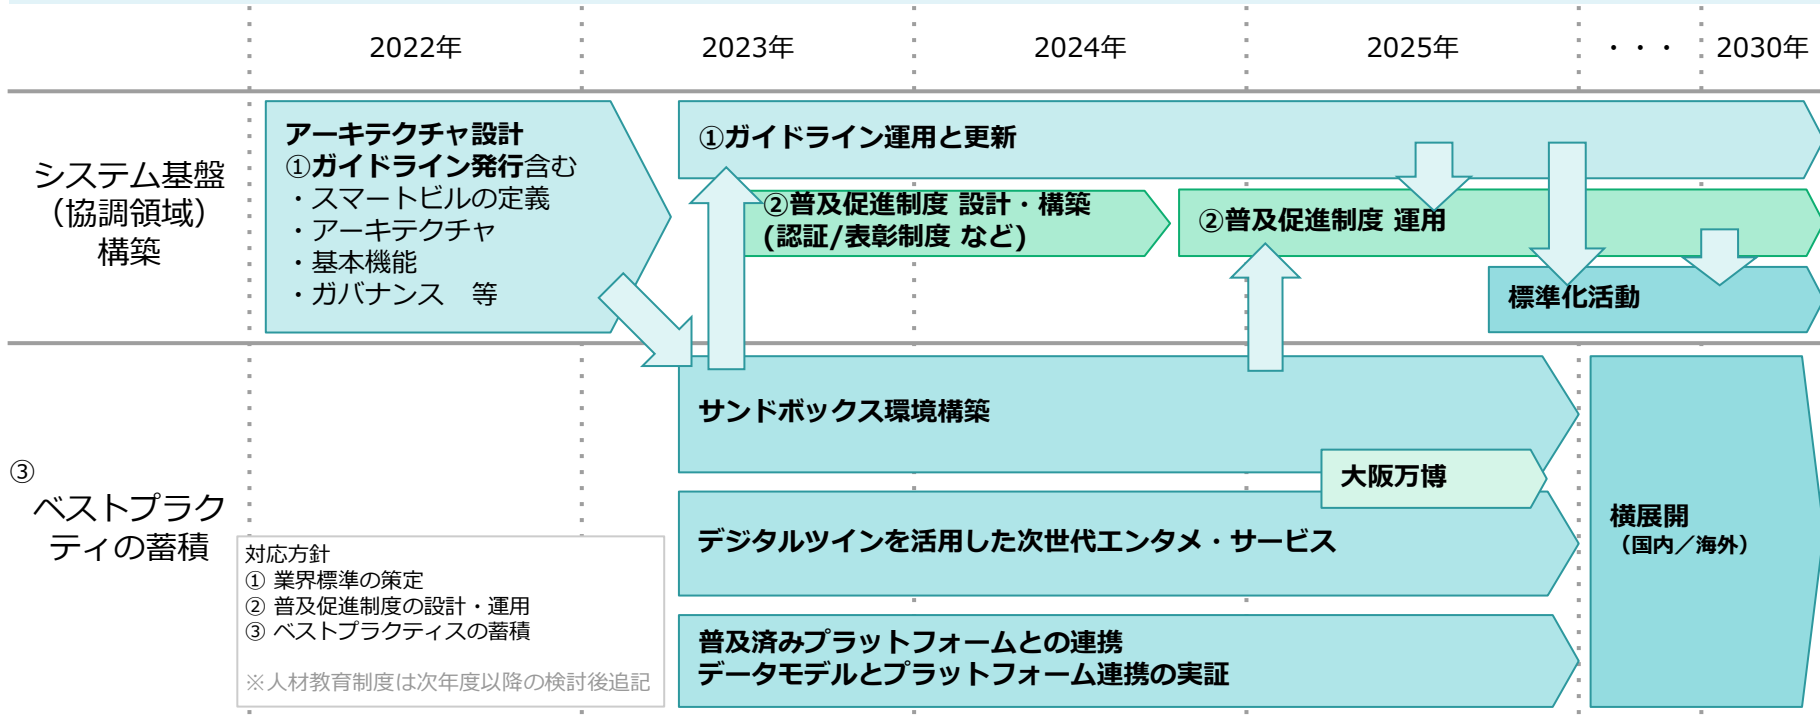 2022年
2023年
2024年
2025年
・・・
2030年
システム基盤
（協調領域）
構築
アーキテクチャ設計
①ガイドライン発行含む
・スマートビルの定義
・アーキテクチャ
・基本機能
・ガバナンス　等
①ガイドライン運用と更新
②普及促進制度 設計・構築
(認証/表彰制度 など)
②普及促進制度 運用
標準化活動
③
ベストプラク
ティの蓄積
サンドボックス環境構築
大阪万博
デジタルツインを活用した次世代エンタメ・サービス
普及済みプラットフォームとの連携
データモデルとプラットフォーム連携の実証
横展開
（国内／海外）
対応方針
① 業界標準の策定
② 普及促進制度の設計・運用
③ ベストプラクティスの蓄積
※人材教育制度は次年度以降の検討後追記